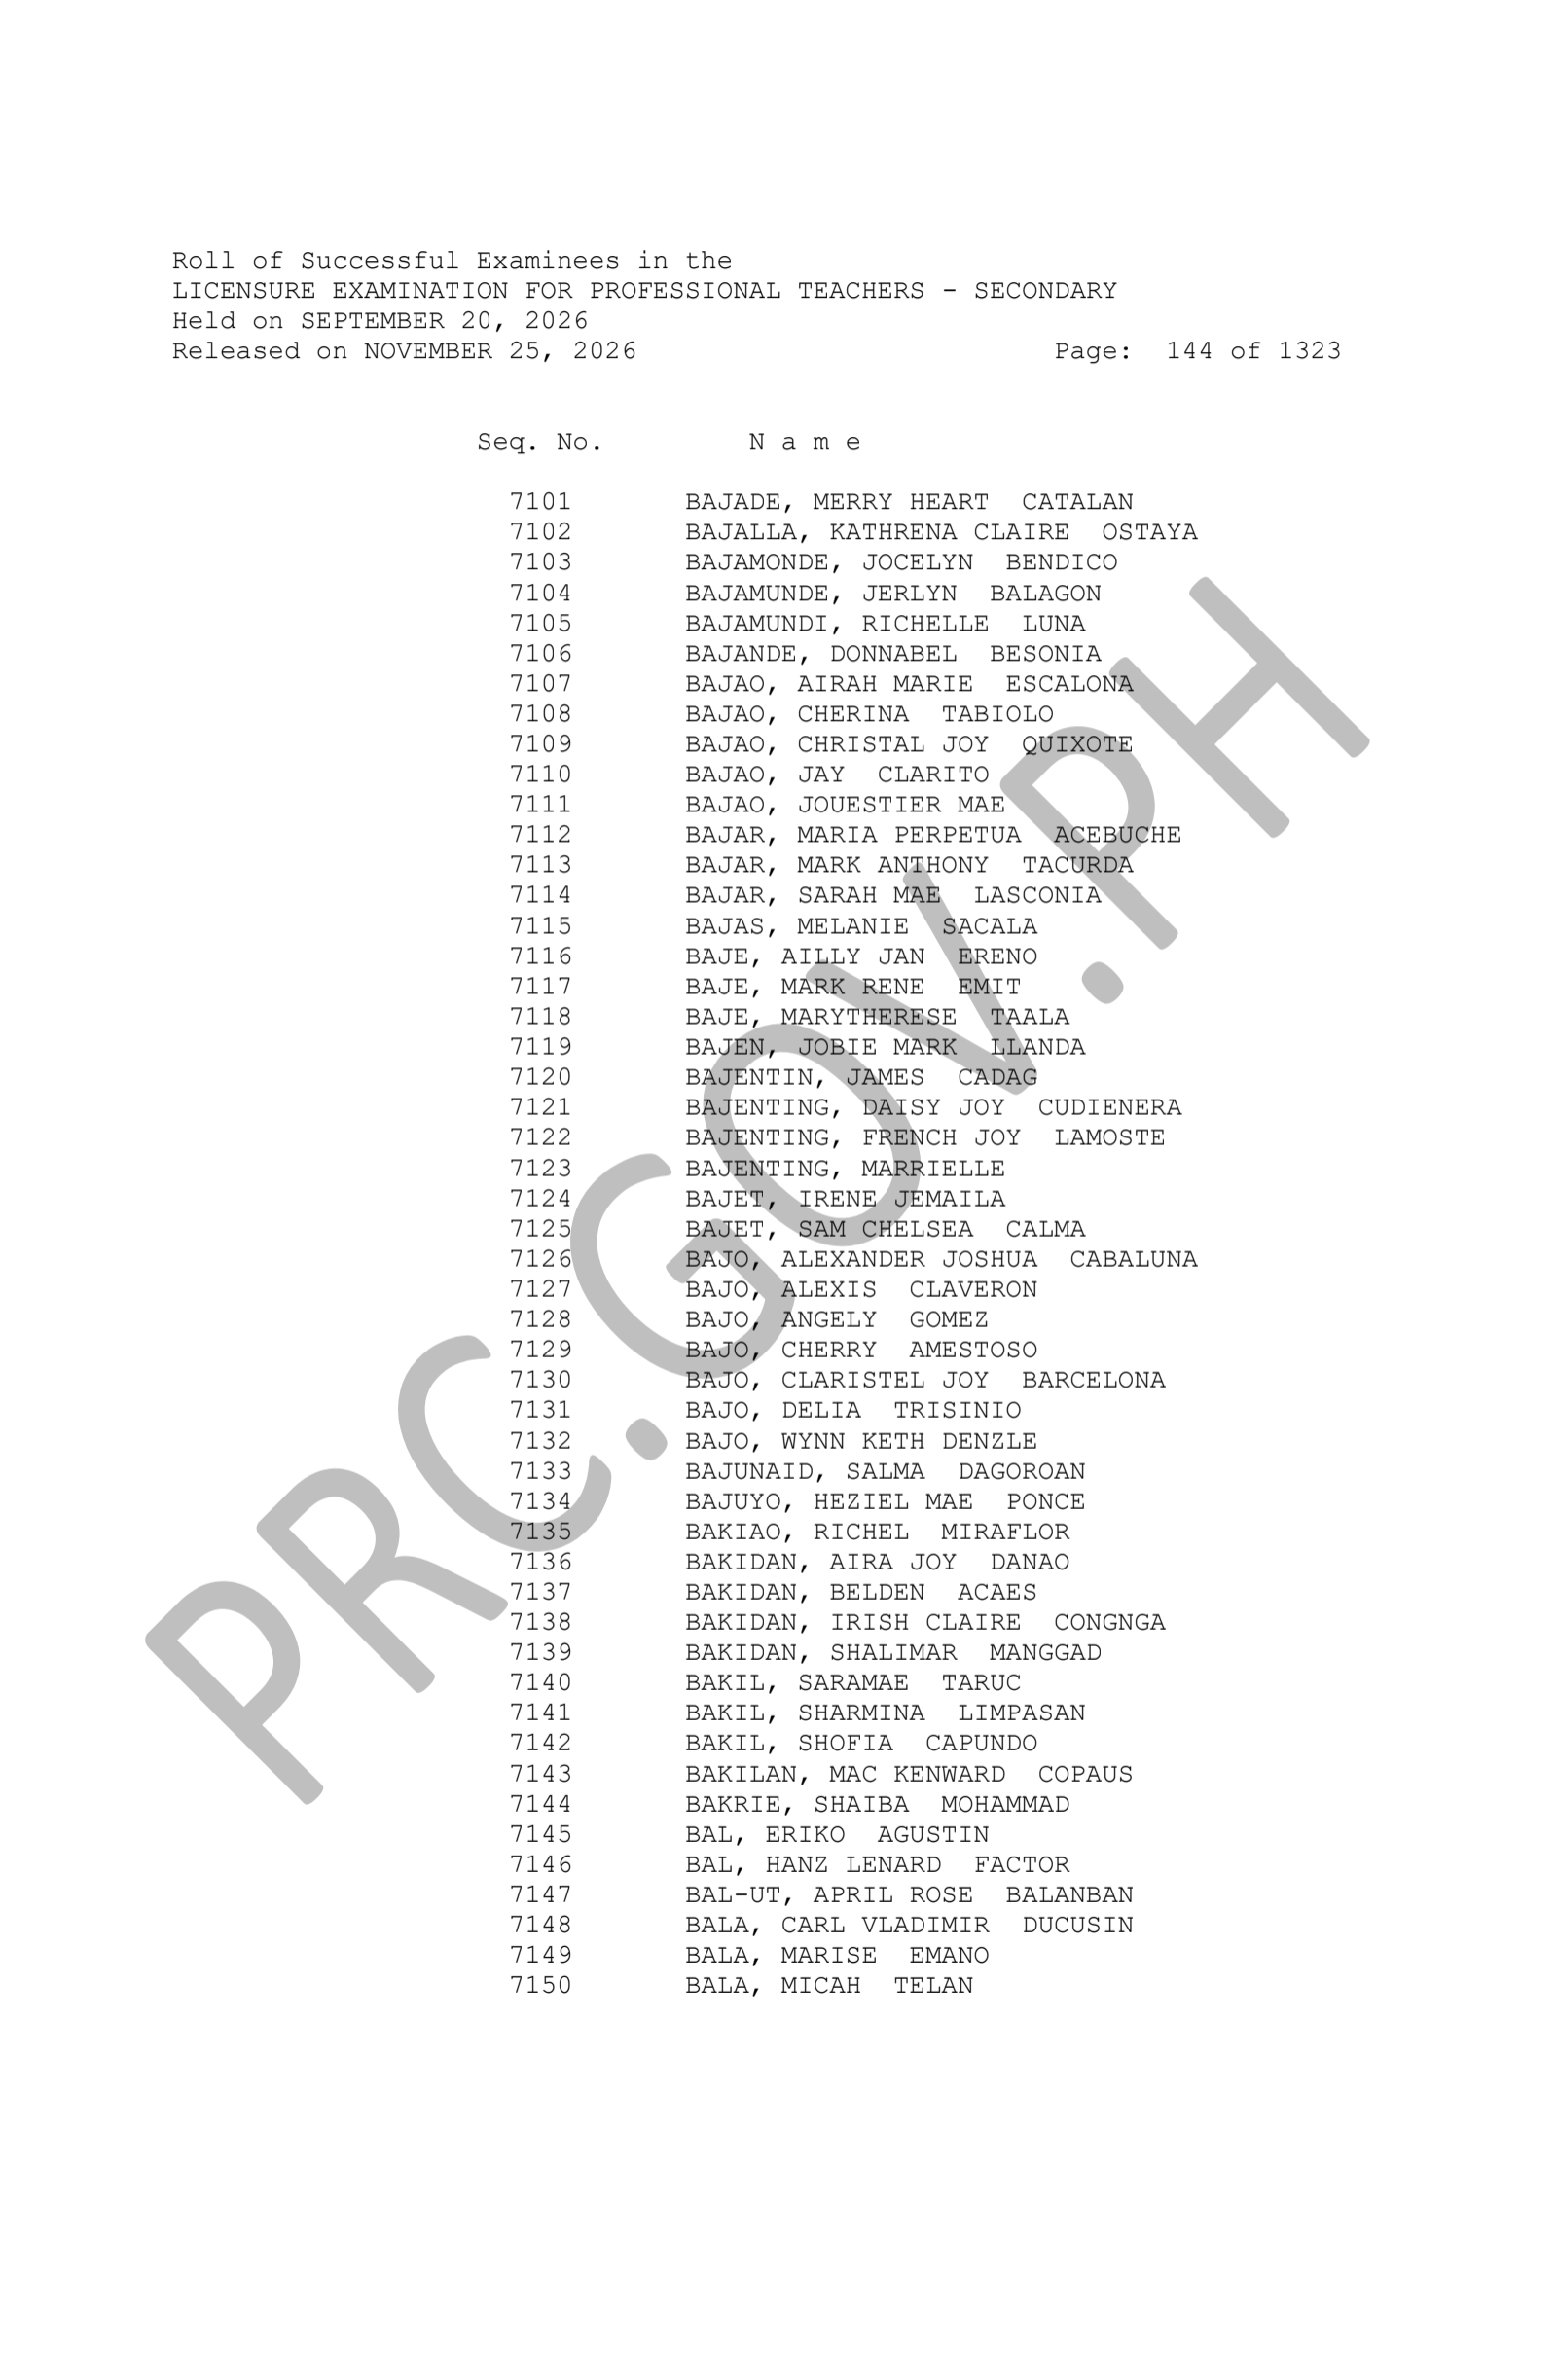 Roll of Successful Examinees in the
LICENSURE EXAMINATION FOR PROFESSIONAL TEACHERS - SECONDARY
Held on SEPTEMBER 20, 2026
Released on NOVEMBER 25, 2026 Page: 144 of 1323
Seq. No. N a m e
7101 BAJADE, MERRY HEART CATALAN
7102 BAJALLA, KATHRENA CLAIRE OSTAYA
7103 BAJAMONDE, JOCELYN BENDICO
7104 BAJAMUNDE, JERLYN BALAGON
7105 BAJAMUNDI, RICHELLE LUNA
7106 BAJANDE, DONNABEL BESONIA
7107 BAJAO, AIRAH MARIE ESCALONA
7108 BAJAO, CHERINA TABIOLO
7109 BAJAO, CHRISTAL JOY QUIXOTE
7110 BAJAO, JAY CLARITO
7111 BAJAO, JOUESTIER MAE
7112 BAJAR, MARIA PERPETUA ACEBUCHE
7113 BAJAR, MARK ANTHONY TACURDA
7114 BAJAR, SARAH MAE LASCONIA
7115 BAJAS, MELANIE SACALA
7116 BAJE, AILLY JAN ERENO
7117 BAJE, MARK RENE EMIT
7118 BAJE, MARYTHERESE TAALA
7119 BAJEN, JOBIE MARK LLANDA
7120 BAJENTIN, JAMES CADAG
7121 BAJENTING, DAISY JOY CUDIENERA
7122 BAJENTING, FRENCH JOY LAMOSTE
7123 BAJENTING, MARRIELLE
7124 BAJET, IRENE JEMAILA
7125 BAJET, SAM CHELSEA CALMA
7126 BAJO, ALEXANDER JOSHUA CABALUNA
7127 BAJO, ALEXIS CLAVERON
7128 BAJO, ANGELY GOMEZ
7129 BAJO, CHERRY AMESTOSO
7130 BAJO, CLARISTEL JOY BARCELONA
7131 BAJO, DELIA TRISINIO
7132 BAJO, WYNN KETH DENZLE
7133 BAJUNAID, SALMA DAGOROAN
7134 BAJUYO, HEZIEL MAE PONCE
7135 BAKIAO, RICHEL MIRAFLOR
7136 BAKIDAN, AIRA JOY DANAO
7137 BAKIDAN, BELDEN ACAES
7138 BAKIDAN, IRISH CLAIRE CONGNGA
7139 BAKIDAN, SHALIMAR MANGGAD
7140 BAKIL, SARAMAE TARUC
7141 BAKIL, SHARMINA LIMPASAN
7142 BAKIL, SHOFIA CAPUNDO
7143 BAKILAN, MAC KENWARD COPAUS
7144 BAKRIE, SHAIBA MOHAMMAD
7145 BAL, ERIKO AGUSTIN
7146 BAL, HANZ LENARD FACTOR
7147 BAL-UT, APRIL ROSE BALANBAN
7148 BALA, CARL VLADIMIR DUCUSIN
7149 BALA, MARISE EMANO
7150 BALA, MICAH TELAN
PRC.GOV.PH